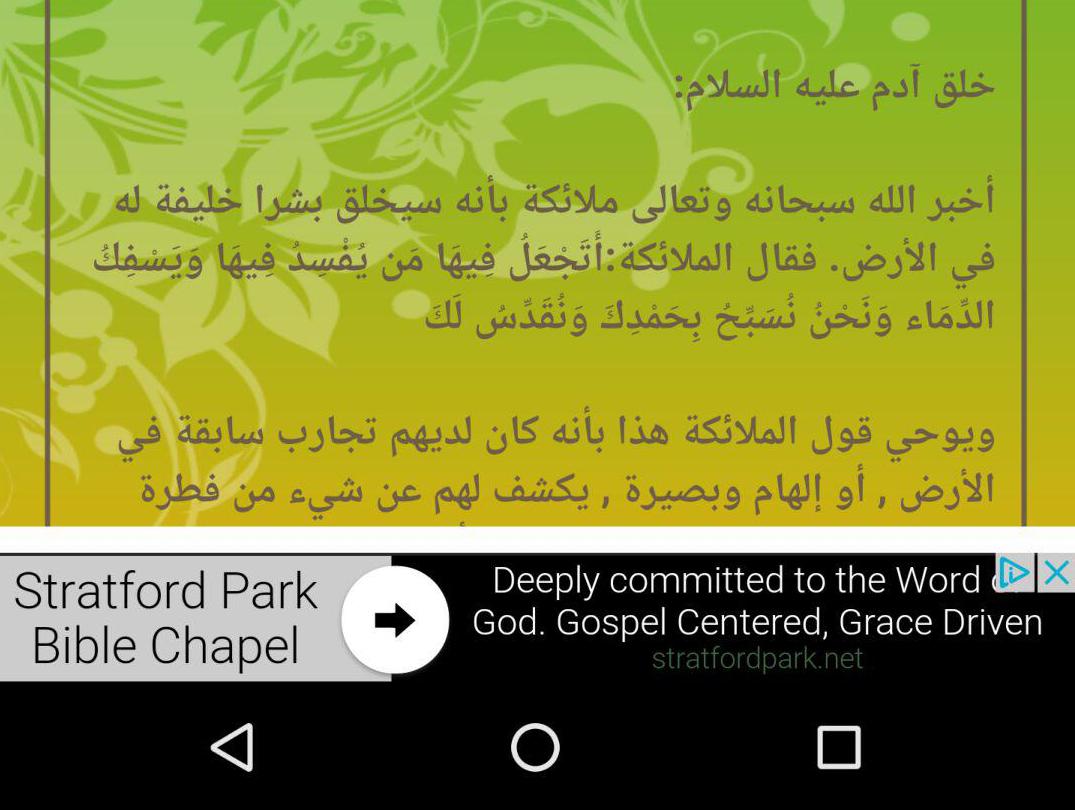 خلق آدم عليه السلام:
أخبر الله سبحانه وتعالى ملائكة بأنه سيخلق بشرا خليفة له
في الأرض. فقال الملائكة:أَتَجْعَلُ فِيهَا مَن يُفْسِدُ فِيهَا وَيَسْفِكُ
الدِّمَاء وَنَحْنُ نُسَبِّحُ بِحَمْدِكَ وَنُقَدِّسُ لَكَ
ويوحي قول الملائكة هذا بأنه كان لديهم تجارب سابقة في
الأرض , أو إلهام وبصيرة , يكشف لهم عن شيء من فطرة
Stratford Park
Bible Chapel
Deeply committed to the Word
God. Gospel Centered, Grace Driven
stratfordpark.net